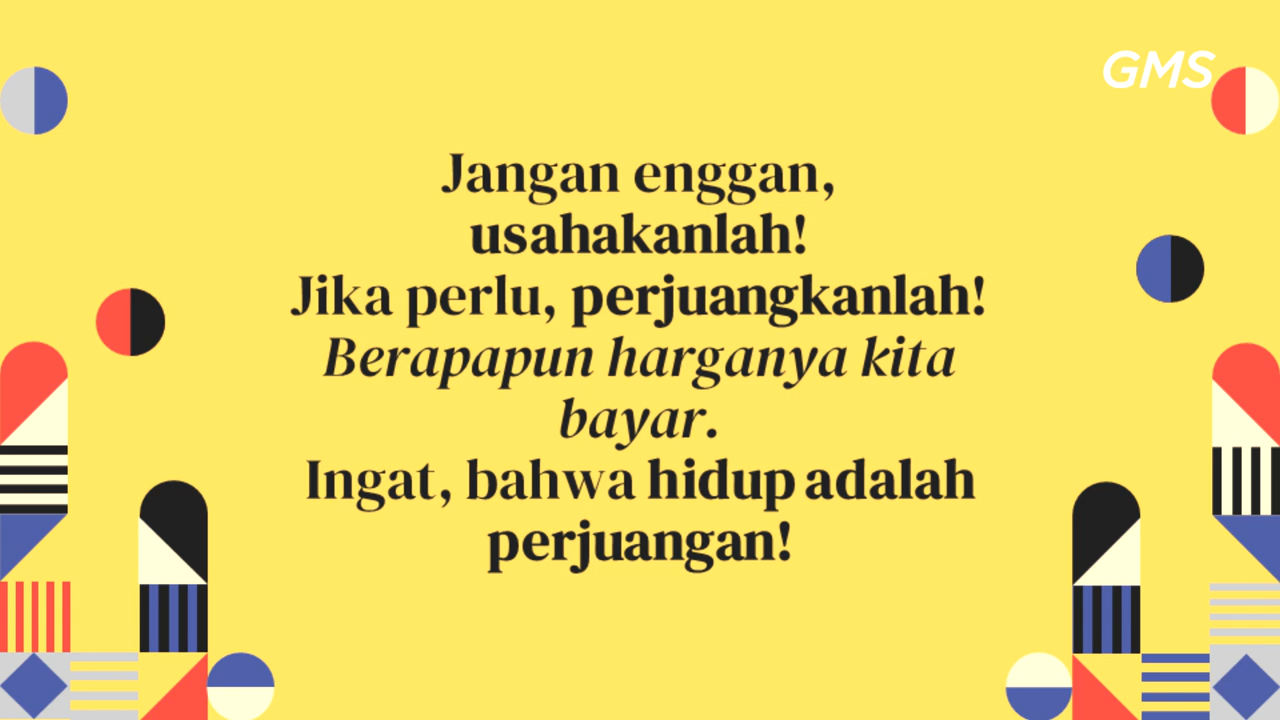 GMS
Jangan enggan,
usahakanlah!
Jika perlu, perjuangkanlah!
Berapapun harganya kita
bayar.
Ingat, bahwa hidup adalah
perjuangan!